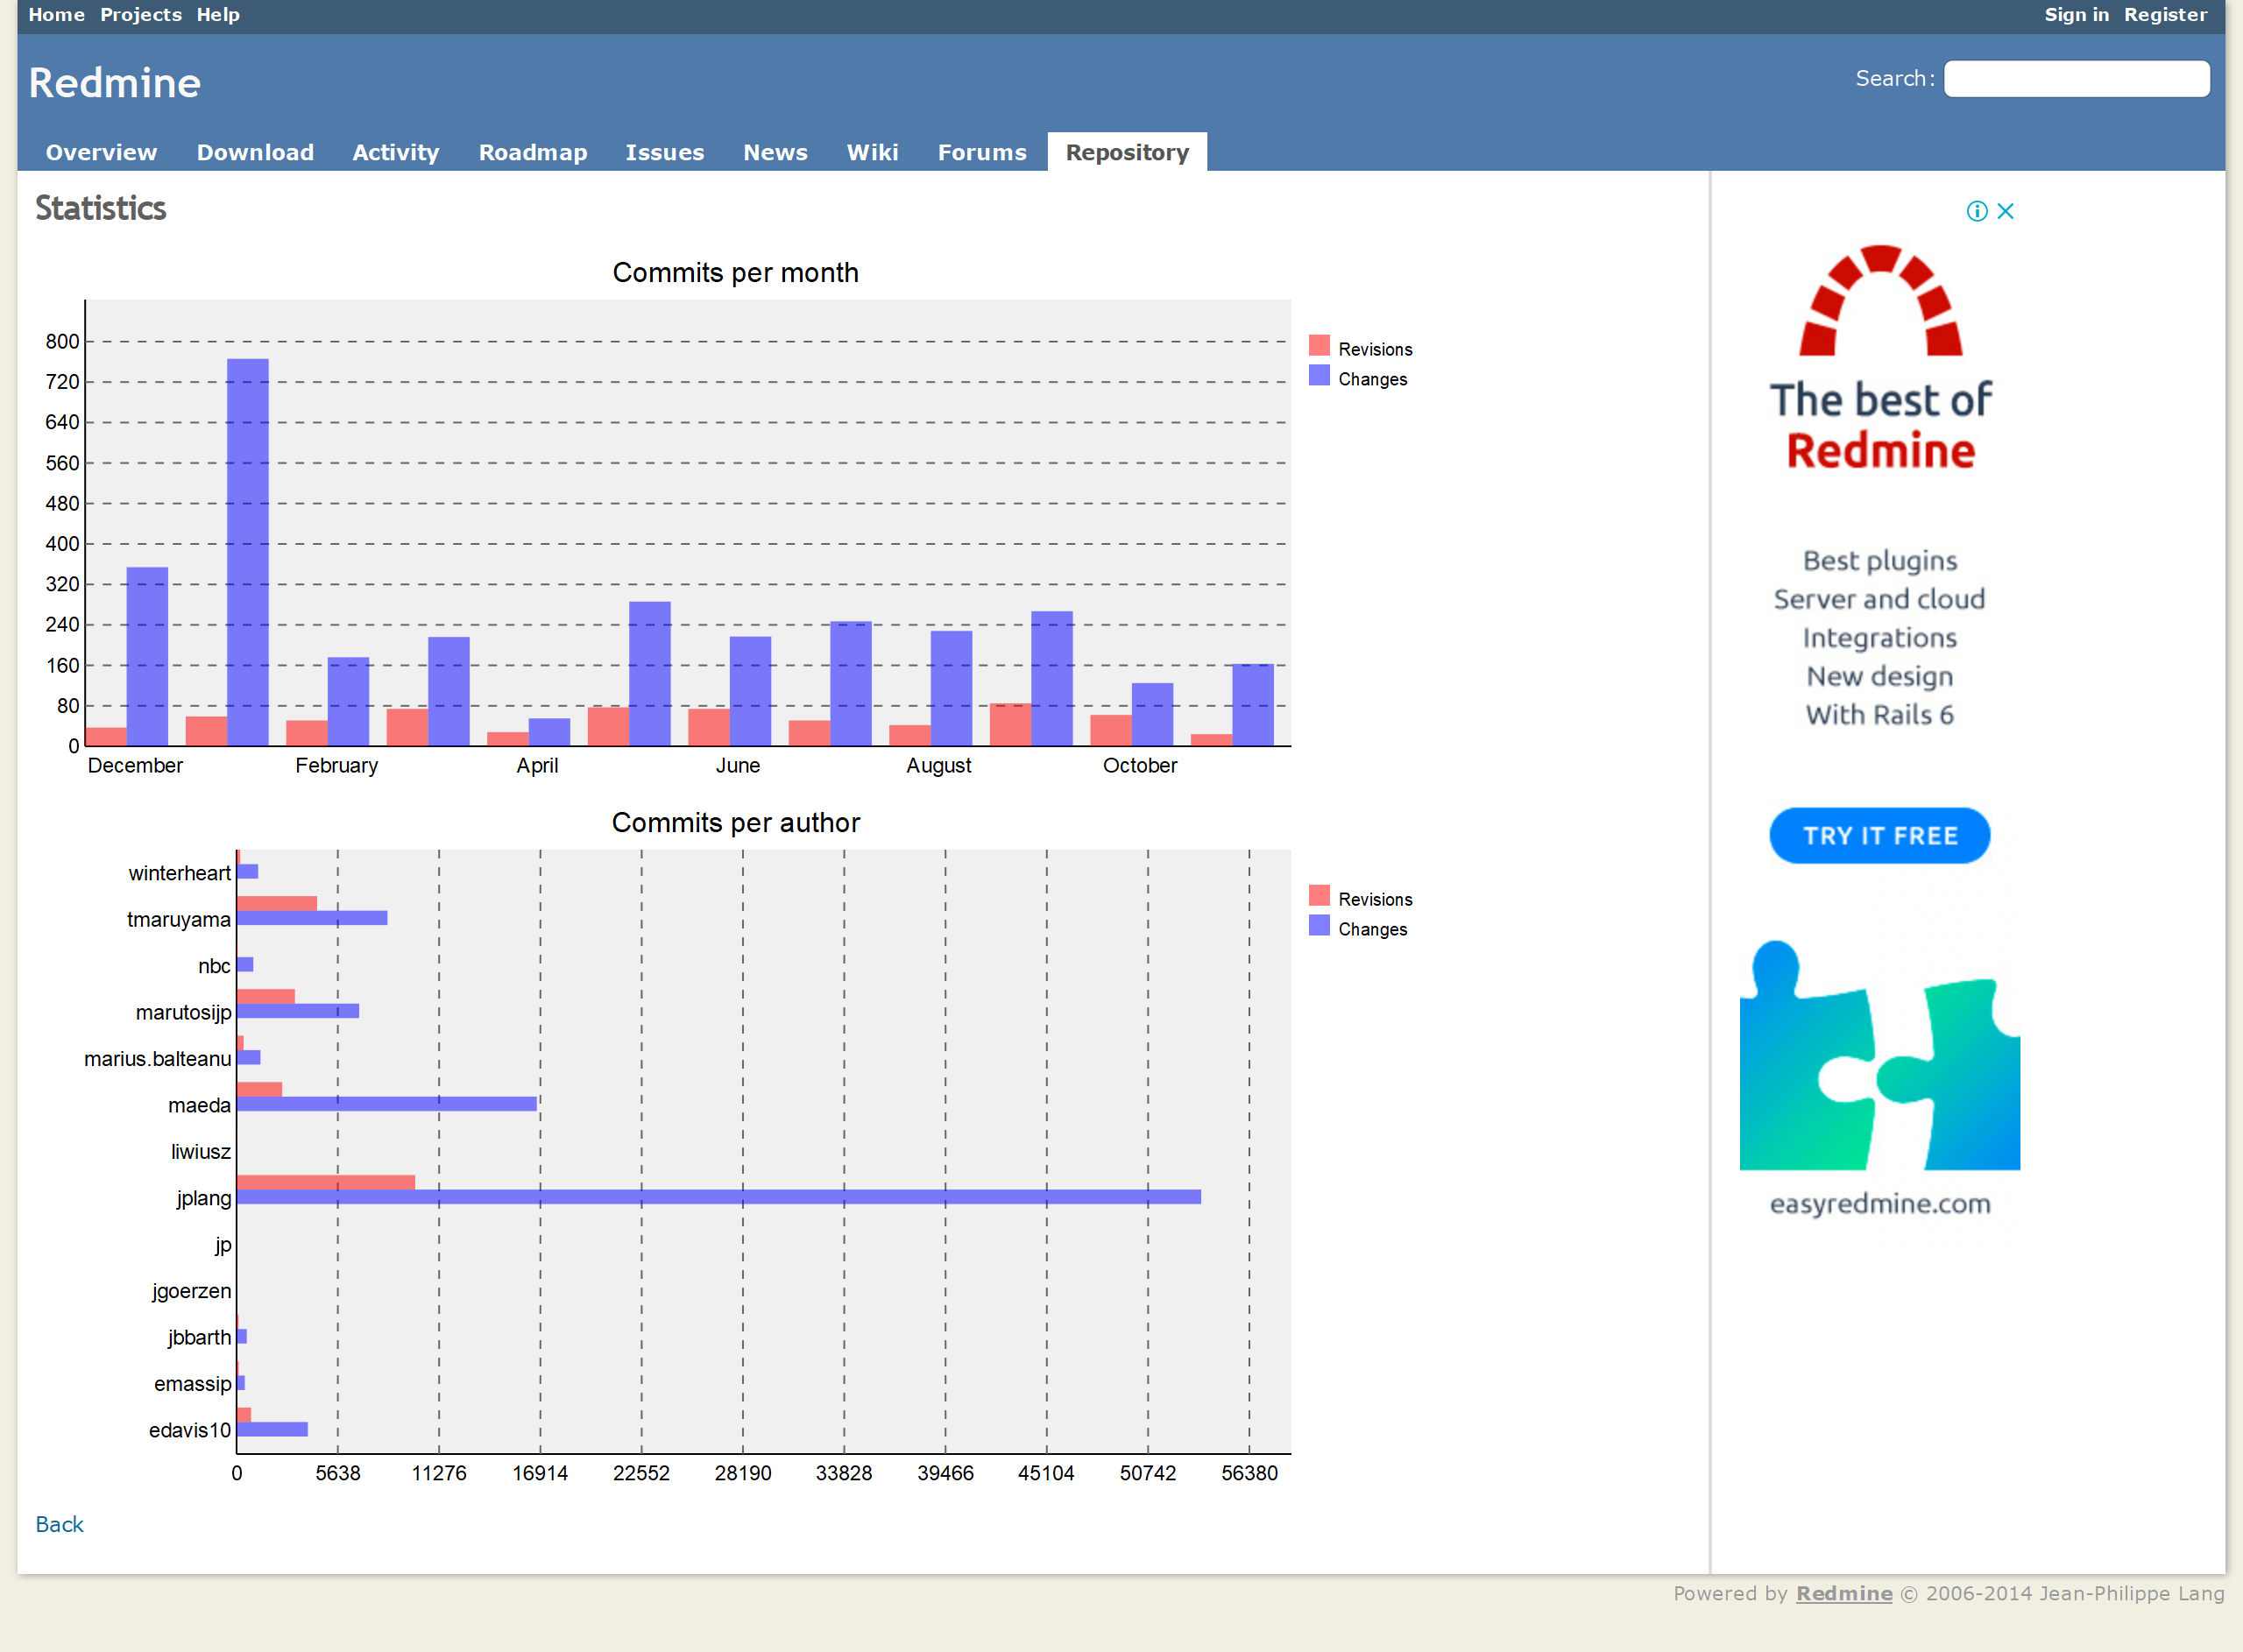 Home Projects Help Sign in Register
Redmine
Search:
Overview Download Activity Roadmap Issues News Wiki Forums Repository
Statistics
Commits per month
800
720
640
560
480
400
320
240
160
80
0
December February April June August October
Revisions
Changes
Commits per author
winterheart
tmaruyama
nbc
marutosijp
marius.balteanu
maeda
liwiusz
jplang
jp
jgoerzen
jbbarth
emassip
edavis10
0 5638 11276 16914 22552 28190 33828 39466 45104 50742 56380
Revisions
Changes
Back
The best of
Redmine
Best plugins
Server and cloud
Integrations
New design
With Rails 6
TRY IT FREE
easyredmine.com
Powered by Redmine © 2006-2014 Jean-Philippe Lang